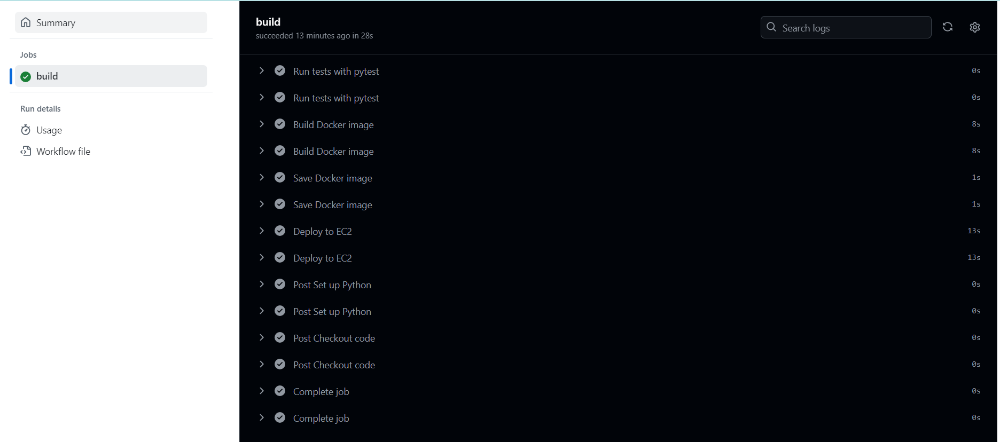 Summary
Jobs
build
Run details
Usage
Workflow file
build
succeeded 13 minutes ago in 28s
Search logs
Run tests with pytest 0s
Run tests with pytest 0s
Build Docker image 8s
Build Docker image 8s
Save Docker image 1s
Save Docker image 1s
Deploy to EC2 13s
Deploy to EC2 13s
Post Set up Python 0s
Post Set up Python 0s
Post Checkout code 0s
Post Checkout code 0s
Complete job 0s
Complete job 0s